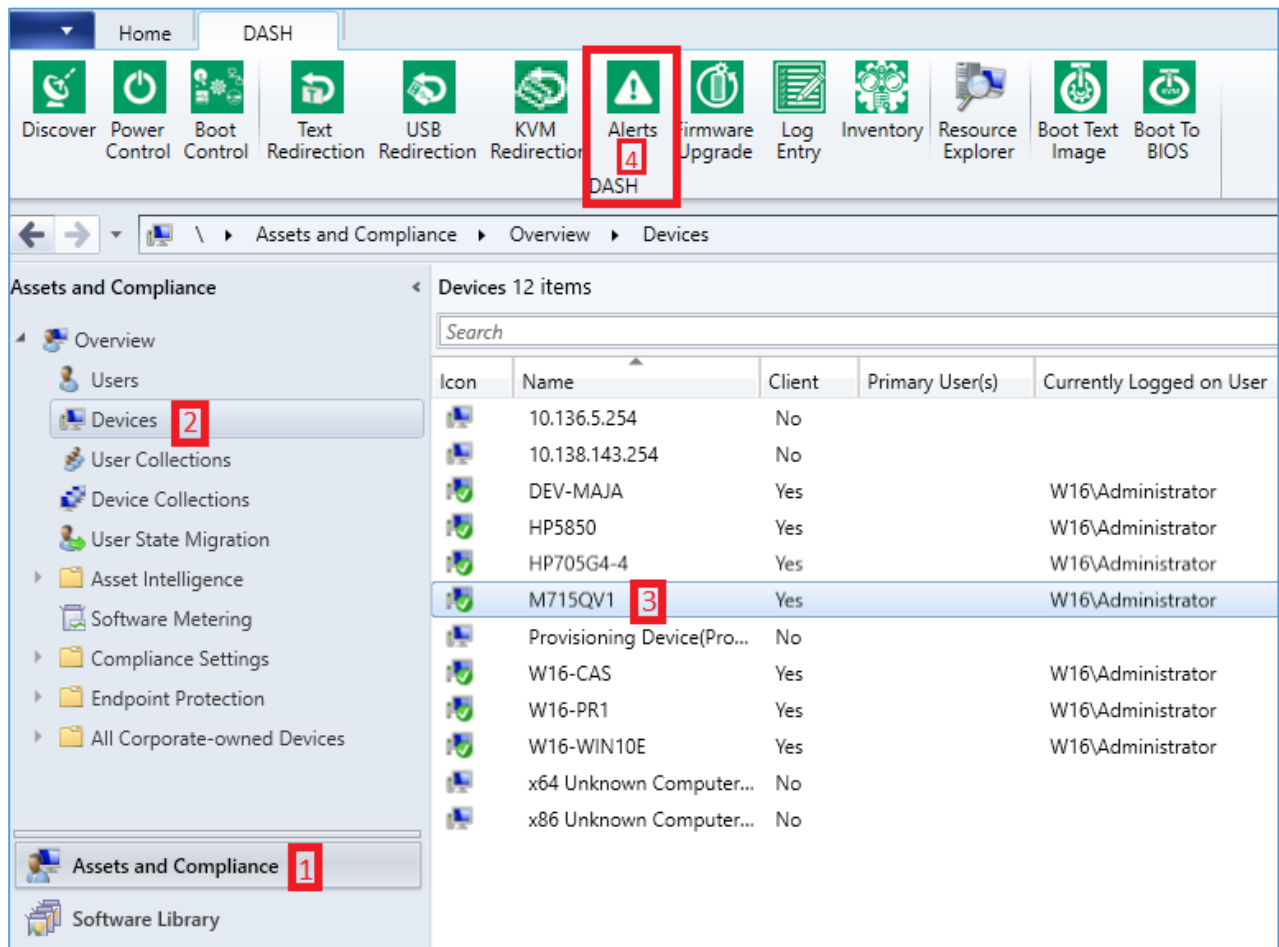 Home DASH
Discover Power Control Boot Control Text Redirection USB Redirection KVM Redirection Alerts Firmware Upgrade Log Entry Inventory Resource Explorer Boot Text Image Boot To BIOS
4
DASH
\ Assets and Compliance Overview Devices
Assets and Compliance
Overview
Users
Devices 2
User Collections
Device Collections
User State Migration
Asset Intelligence
Software Metering
Compliance Settings
Endpoint Protection
All Corporate-owned Devices
Assets and Compliance 1
Software Library
Devices 12 items
Search
Icon Name Client Primary User(s) Currently Logged on User
10.136.5.254 No
10.138.143.254 No
DEV-MAJA Yes W16\Administrator
HP5850 Yes W16\Administrator
HP705G4-4 Yes W16\Administrator
M715QV1 3 Yes W16\Administrator
Provisioning Device(Pro... No
W16-CAS Yes W16\Administrator
W16-PR1 Yes W16\Administrator
W16-WIN10E Yes W16\Administrator
x64 Unknown Computer... No
x86 Unknown Computer... No